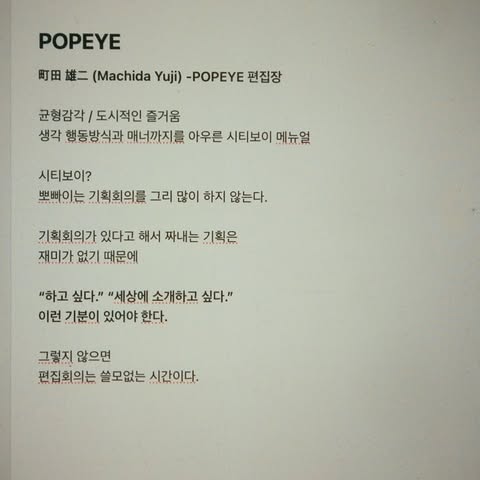 POPEYE
町田 雄二 (Machida Yuji) -POPEYE 편집장
균형감각 / 도시적인 즐거움
생각 행동방식과 매너까지를 아우른 시티보이 메뉴얼
시티보이?
뽀빠이는 기획회의를 그리 많이 하지 않는다.
기획회의가 있다고 해서 짜내는 기획은
재미가 없기 때문에
“하고 싶다.” “세상에 소개하고 싶다.”
이런 기분이 있어야 한다.
그렇지 않으면
편집회의는 쓸모없는 시간이다.